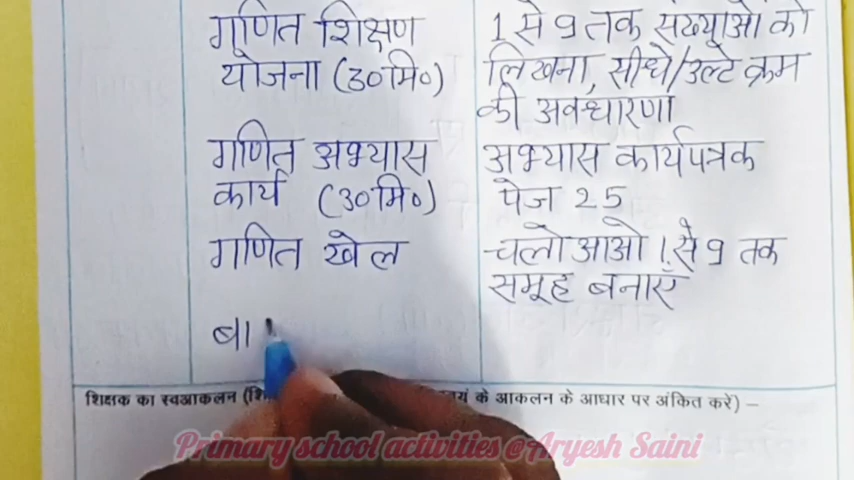 गणित शिक्षण
योजना (30मि०)
1 से 9 तक संख्याओं को
लिखना, सीधे/उल्टे क्रम
की अवधारणा
गणित अभ्यास
कार्य (30मि०)
अभ्यास कार्यपत्रक
पेज 25
गणित खेल
चलो आओ 1 से 9 तक
समूह बनाएँ
बा
शिक्षक का स्वआकलन के आकलन के आधार पर अंकित करें) –
Primary school activities @Aryesh Saini